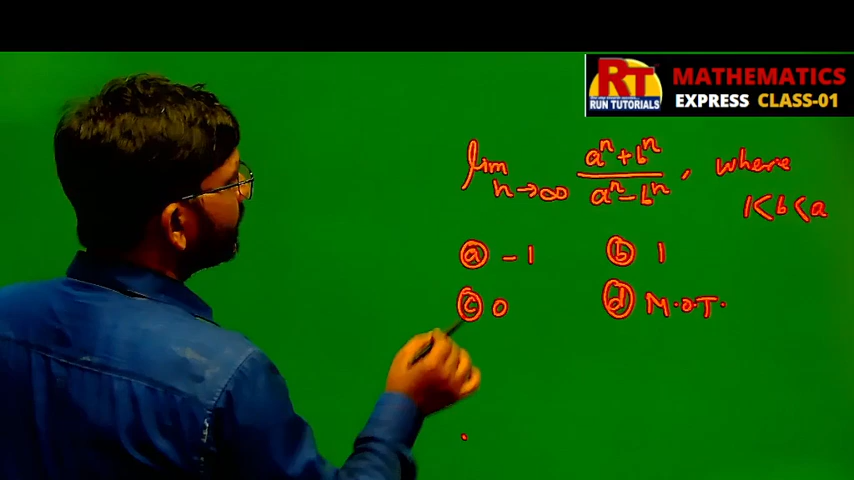 RT
RUN TUTORIALS
MATHEMATICS
EXPRESS CLASS-01
lim n→∞ (aⁿ+bⁿ)/(aⁿ-bⁿ), where
1<b<a
ⓐ -1 ⓑ 1
ⓒ 0 ⓓ N.O.T.